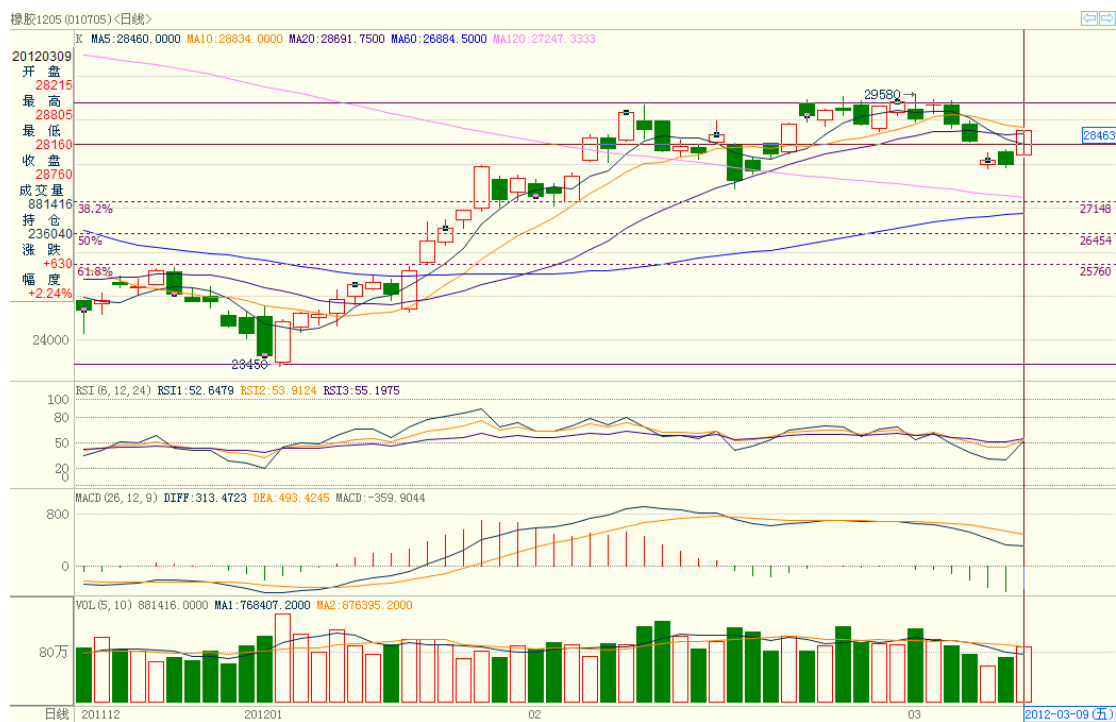 橡胶1205(010705)<日线>
K MA5:28460.0000 MA10:28834.0000 MA20:28691.7500 MA60:26884.5000 MA120:27247.3333
20120309
开 盘
28215
最 高
28805
最 低
28160
收 盘
28760
成交量
881416
持 仓
236040
涨 跌
+630
幅 度
+2.24%
29580→
28463
38.2%
27148
50%
26454
61.8%
25760
24000
23450
RSI(6,12,24) RSI1:52.6479 RSI2:53.9124 RSI3:55.1975
100
80
50
20
0
MACD(26,12,9) DIFF:313.4723 DEA:493.4245 MACD:-359.9044
800
0
VOL(5,10) 881416.0000 MA1:768407.2000 MA2:876395.2000
80万
日线 201112 201201 02 03 2012-03-09(五)